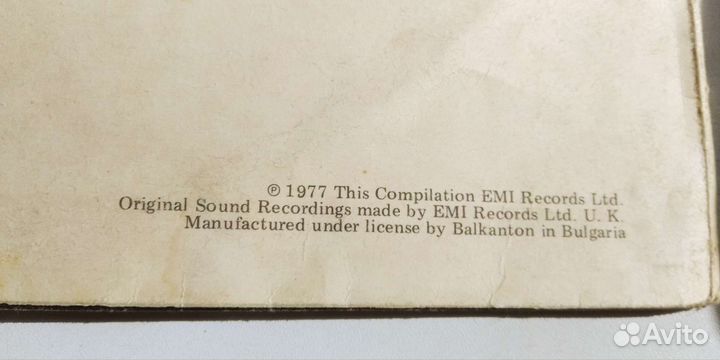 ℗ 1977 This Compilation EMI Records Ltd.
Original Sound Recordings made by EMI Records Ltd. U. K.
Manufactured under license by Balkanton in Bulgaria
Avito